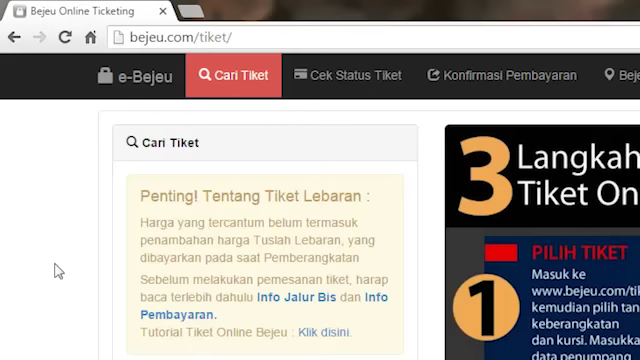 Bejeu Online Ticketing
bejeu.com/tiket/
e-Bejeu
Cari Tiket
Cek Status Tiket
Konfirmasi Pembayaran
Cari Tiket
Penting! Tentang Tiket Lebaran :
Harga yang tercantum belum termasuk
penambahan harga Tuslah Lebaran, yang
dibayarkan pada saat Pemberangkatan
Sebelum melakukan pemesanan tiket, harap
baca terlebih dahulu Info Jalur Bis dan Info
Pembayaran.
Tutorial Tiket Online Bejeu : Klik disini.
3 Langkah
Tiket On
PILIH TIKET
1
Masuk ke
www.bejeu.com/ti
kemudian pilih tan
keberangkatan
dan kursi. Masukka
data penumpang